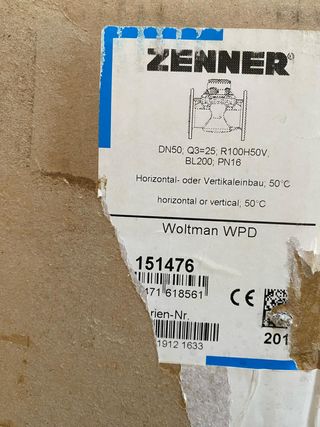 ZENNER®
DN50, Q3=25, R100H50V,
BL200, PN16
Horizontal- oder Vertikaleinbau; 50°C
horizontal or vertical; 50°C
Woltman WPD
151476
471 618561
CE
rien-Nr.
201
1912 1633